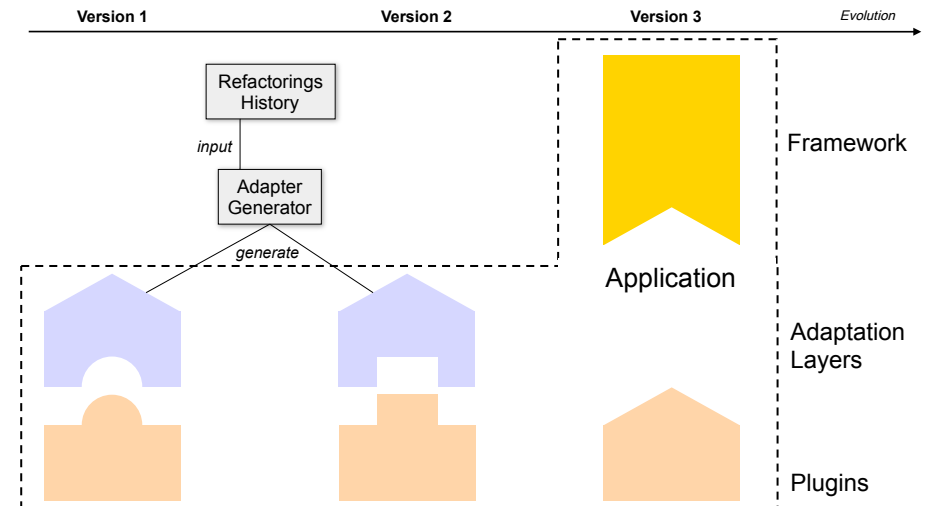 Version 1
Version 2
Version 3
Evolution
Refactorings
History
input
Framework
Adapter
Generator
generate
Application
Adaptation
Layers
Plugins